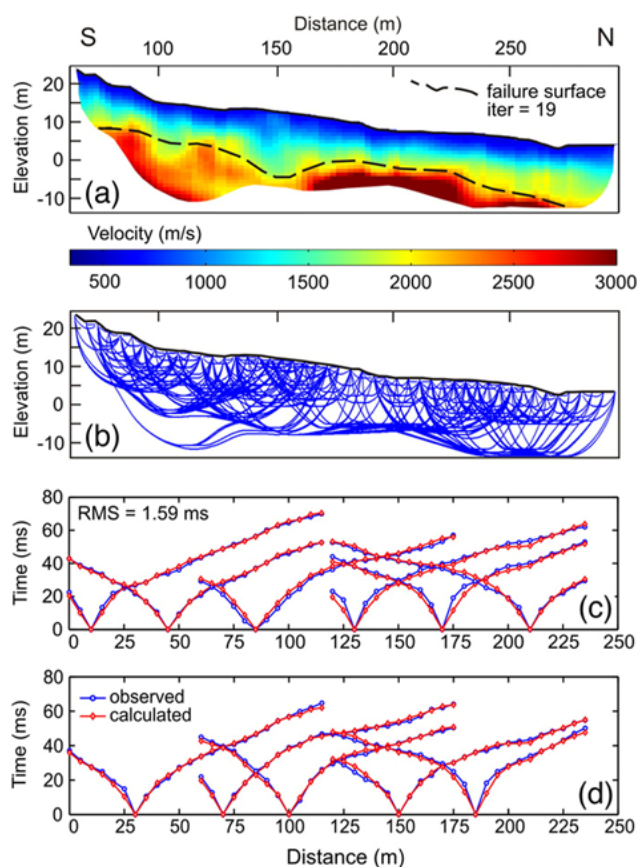 Distance (m)
S 100 150 200 250 N
Elevation (m)
20
10
0
-10
failure surface
iter = 19
(a)
Velocity (m/s)
500 1000 1500 2000 2500 3000
Elevation (m)
20
10
0
-10
(b)
Time (ms)
80
60
40
20
0
RMS = 1.59 ms
(c)
0 25 50 75 100 125 150 175 200 225 250
Time (ms)
80
60
40
20
0
observed
calculated
(d)
0 25 50 75 100 125 150 175 200 225 250
Distance (m)